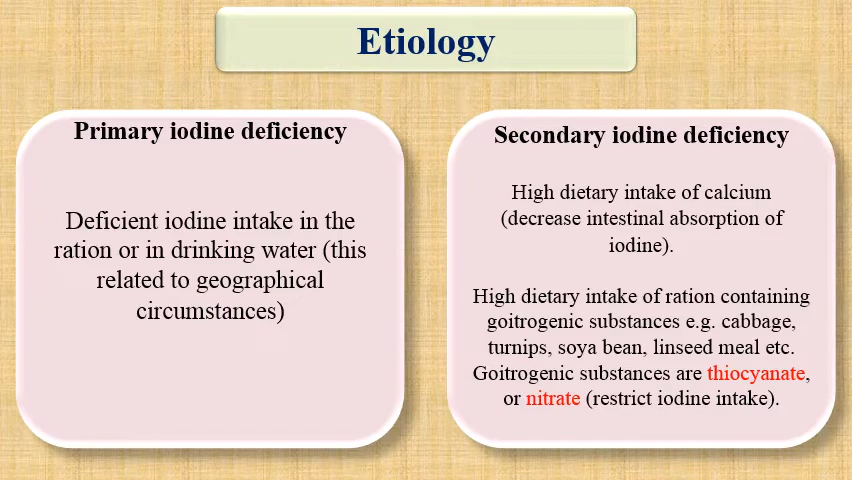 Etiology
Primary iodine deficiency
Deficient iodine intake in the
ration or in drinking water (this
related to geographical
circumstances)
Secondary iodine deficiency
High dietary intake of calcium
(decrease intestinal absorption of
iodine).
High dietary intake of ration containing
goitrogenic substances e.g. cabbage,
turnips, soya bean, linseed meal etc.
Goitrogenic substances are thiocyanate,
or nitrate (restrict iodine intake).